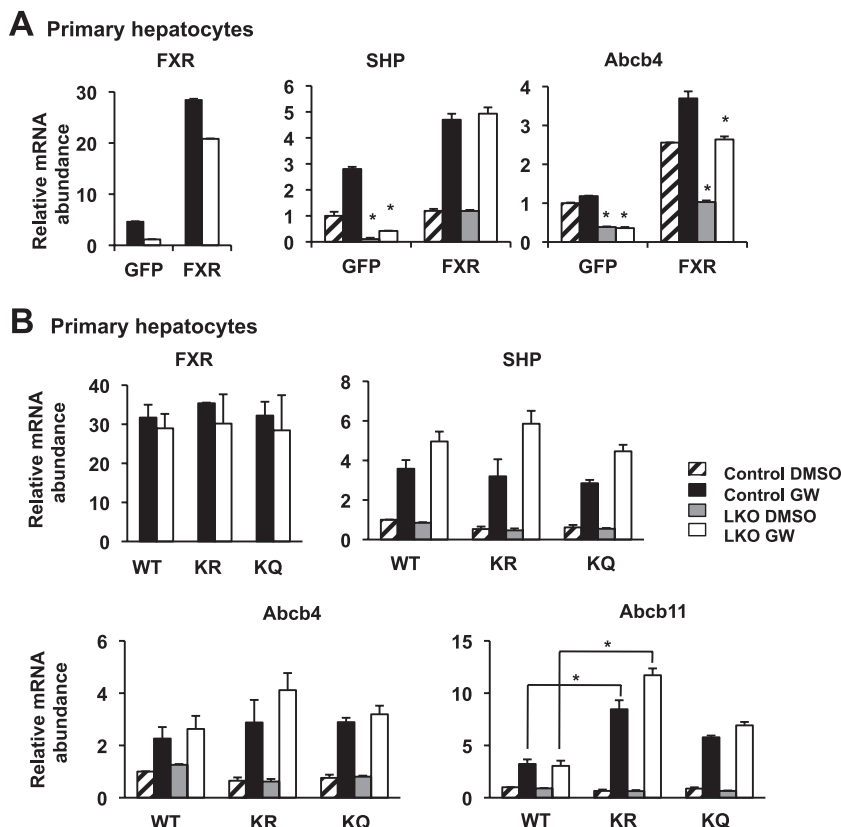 A Primary hepatocytes
FXR
SHP
Abcb4
Relative mRNA
abundance
30
20
10
0
GFP FXR
6
5
4
3
2
1
0
* *
GFP FXR
4
3
2
1
0
* * * *
GFP FXR
B Primary hepatocytes
FXR
SHP
Relative mRNA
abundance
40
30
20
10
0
WT KR KQ
8
6
4
2
0
WT KR KQ
Control DMSO
Control GW
LKO DMSO
LKO GW
Abcb4
Abcb11
Relative mRNA
abundance
6
4
2
0
WT KR KQ
15
10
5
0
*
*
WT KR KQ